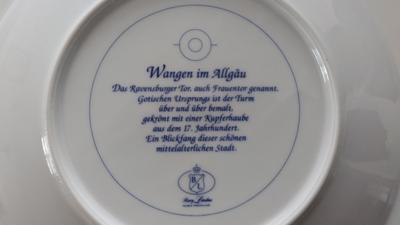 Wangen im Allgäu
Das Ravensburger Tor, auch Frauentor genannt.
Gotischen Ursprungs ist der Turm
über und über bemalt,
gekrönt mit einer Kupferhaube
aus dem 17. Jahrhundert.
Ein Blickfang dieser schönen
mittelalterlichen Stadt.
B
L